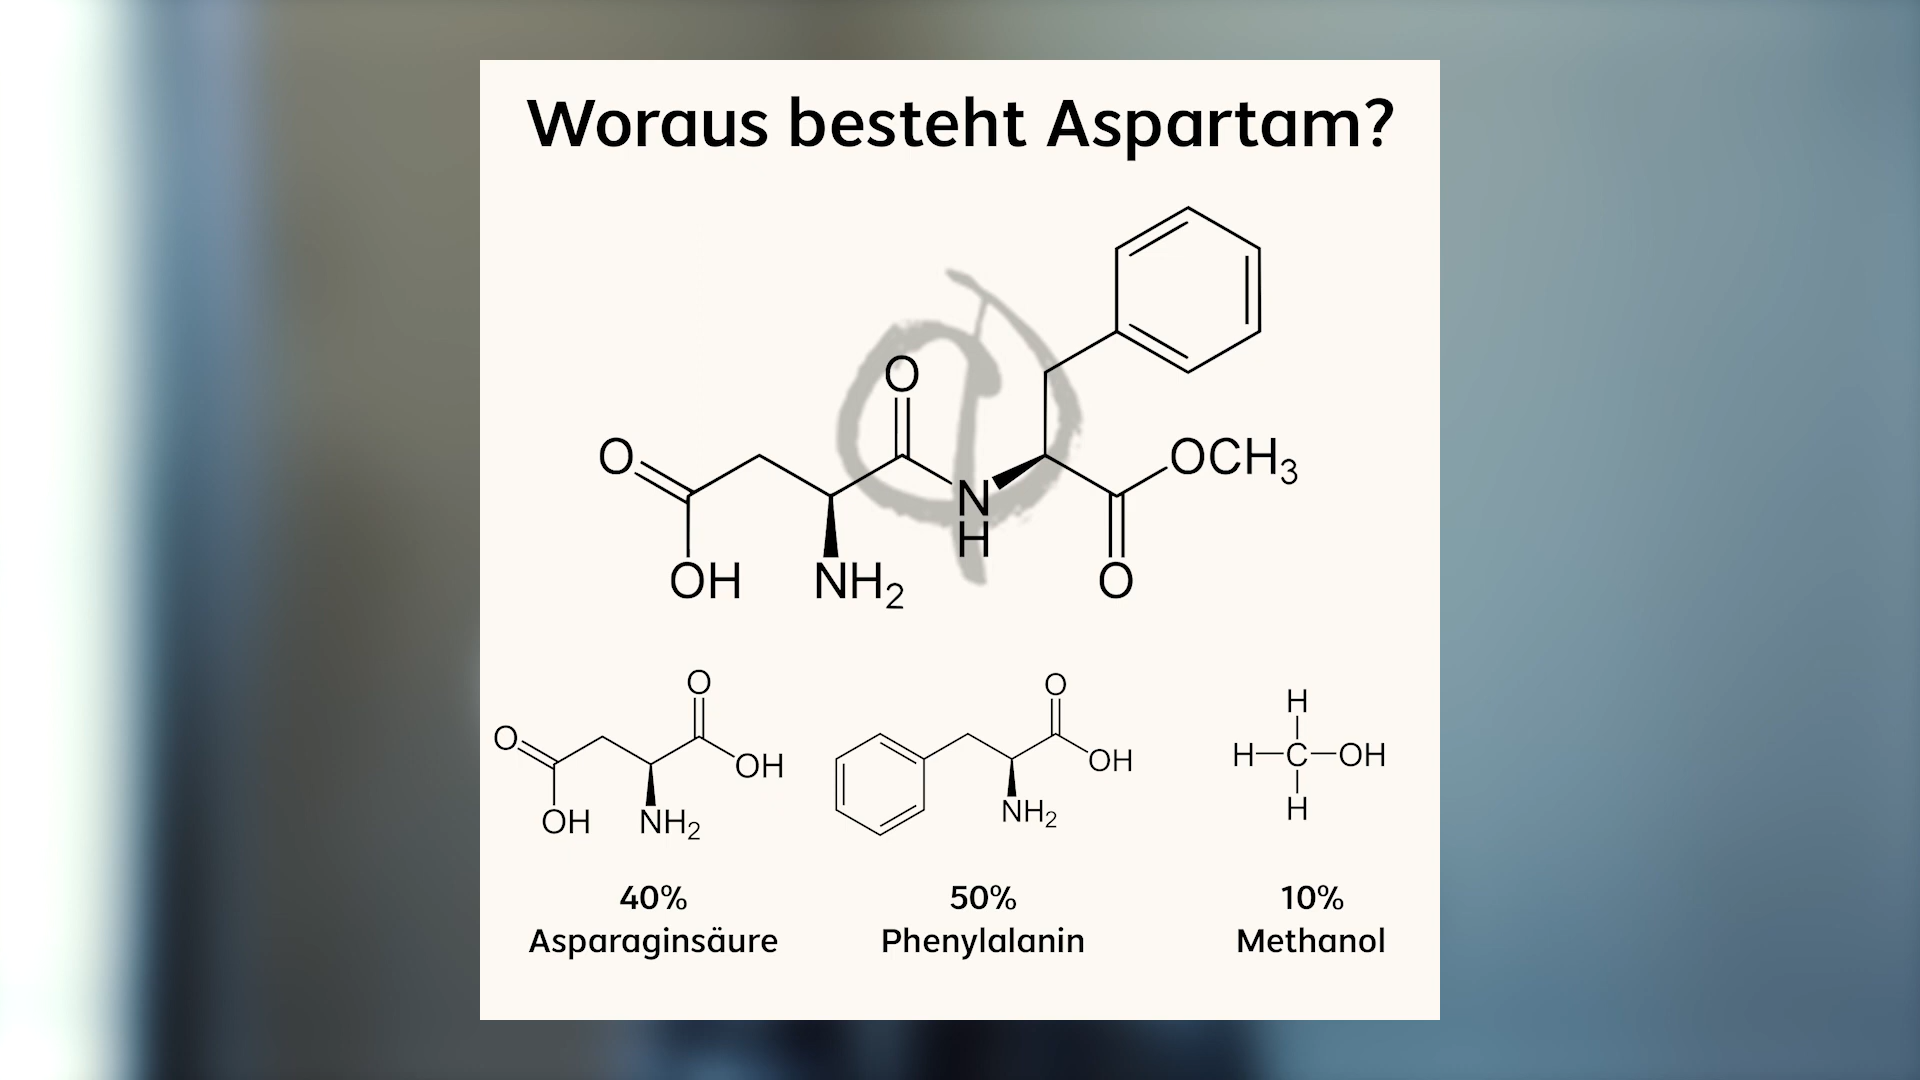 Woraus besteht Aspartam?
O
O
OCH3
N
H
OH
NH2
O
O
O
OH
OH
NH2
O
OH
NH2
H
H C OH
H
40%
Asparaginsäure
50%
Phenylalanin
10%
Methanol